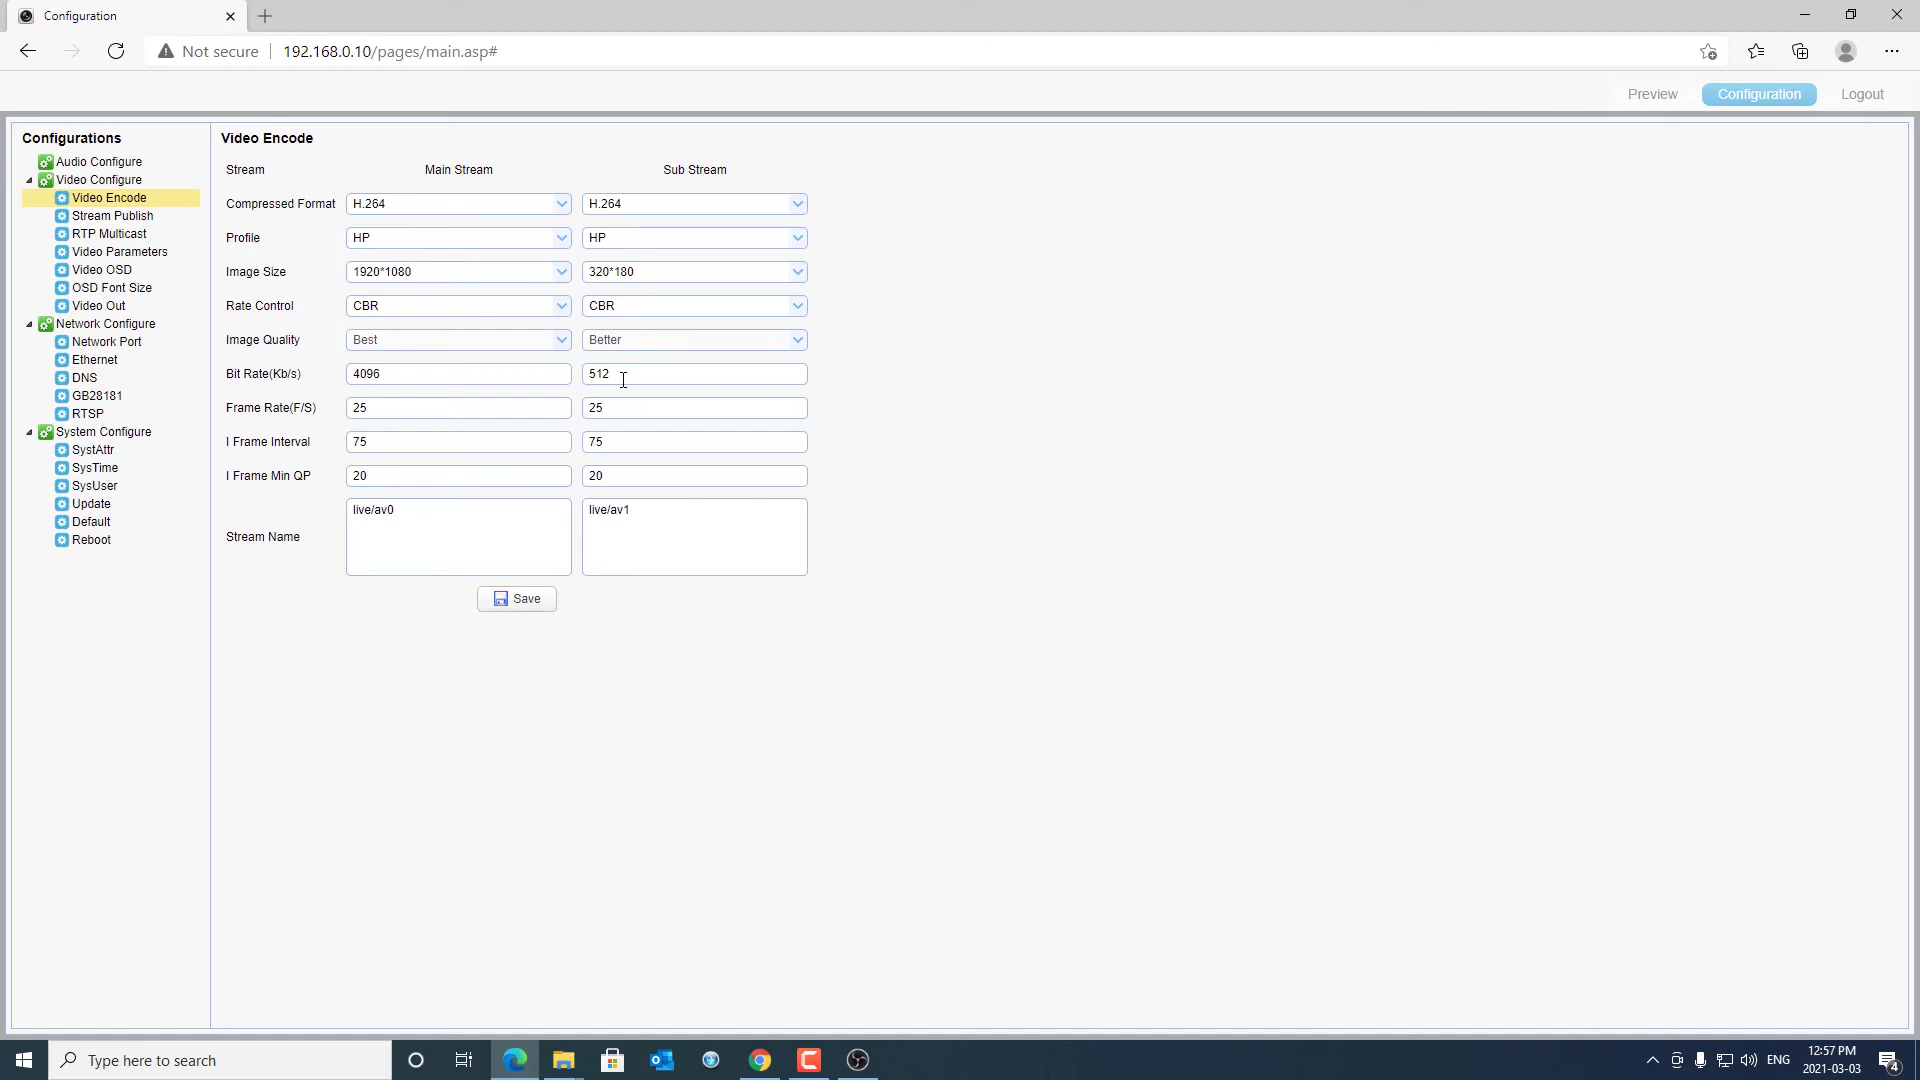 Configuration
Not secure 192.168.0.10/pages/main.asp#
Preview Configuration Logout
Configurations
Audio Configure
Video Configure
Video Encode
Stream Publish
RTP Multicast
Video Parameters
Video OSD
OSD Font Size
Video Out
Network Configure
Network Port
Ethernet
DNS
GB28181
RTSP
System Configure
SystAttr
SysTime
SysUser
Update
Default
Reboot
Video Encode
Stream Main Stream Sub Stream
Compressed Format H.264 H.264
Profile HP HP
Image Size 1920*1080 320*180
Rate Control CBR CBR
Image Quality Best Better
Bit Rate(Kb/s) 4096 512
Frame Rate(F/S) 25 25
I Frame Interval 75 75
I Frame Min QP 20 20
Stream Name live/av0 live/av1
Save
Type here to search
ENG
12:57 PM
2021-03-03
4